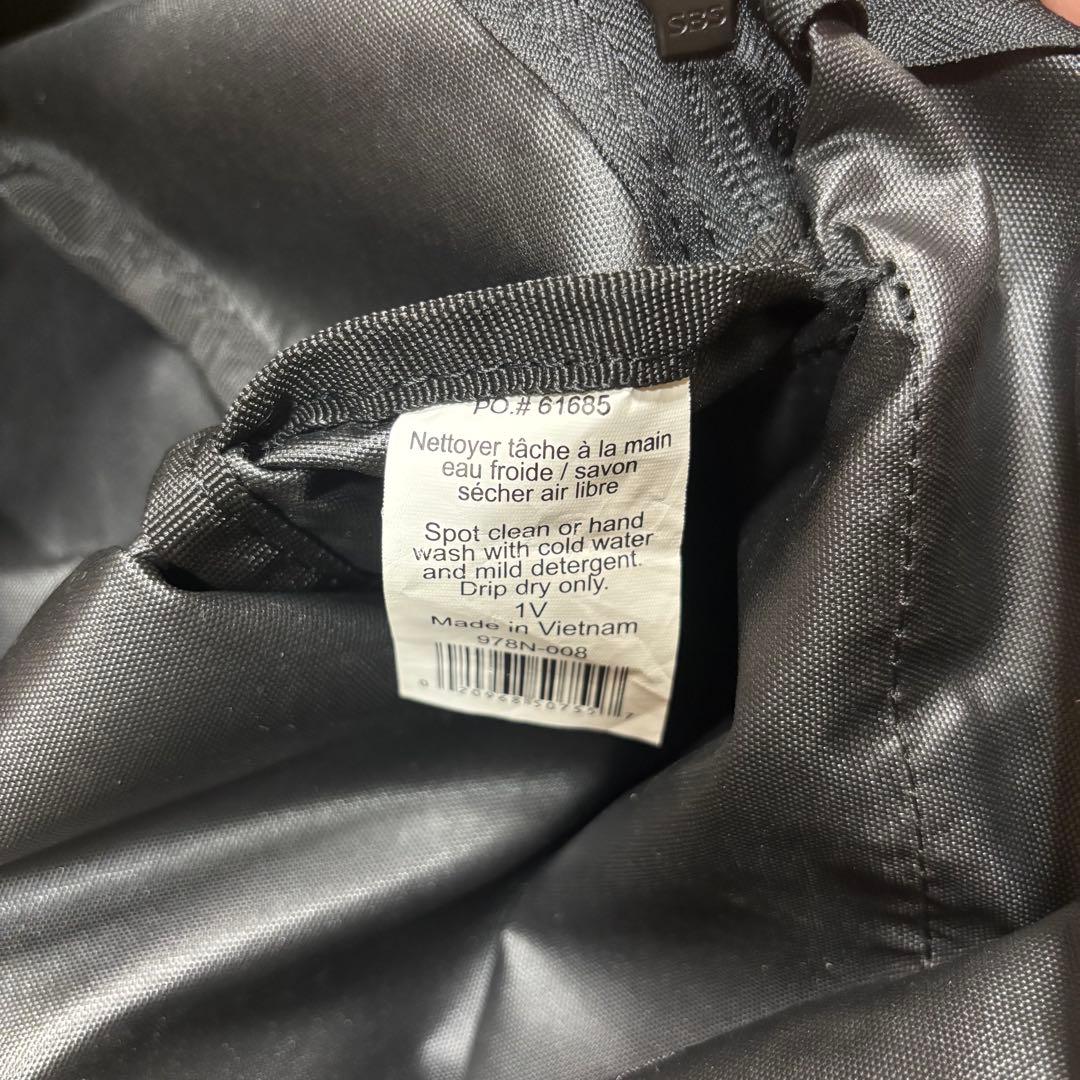 SBS
PO.# 61685
Nettoyer tâche à la main
eau froide / savon
sécher air libre
Spot clean or hand
wash with cold water
and mild detergent.
Drip dry only.
1V
Made in Vietnam
978N-008